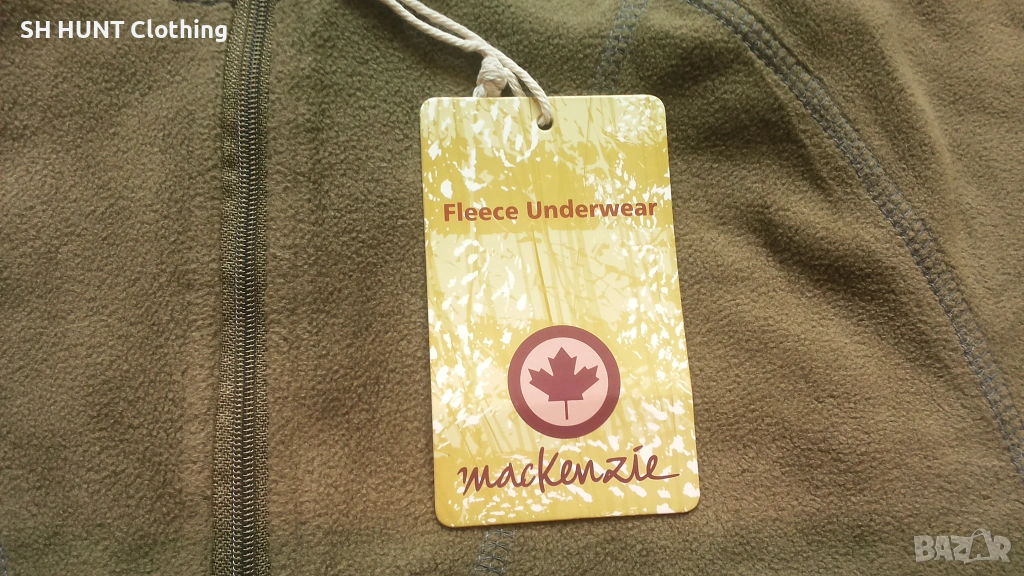 SH HUNT Clothing
Fleece Underwear
mackenzie
BAZAR